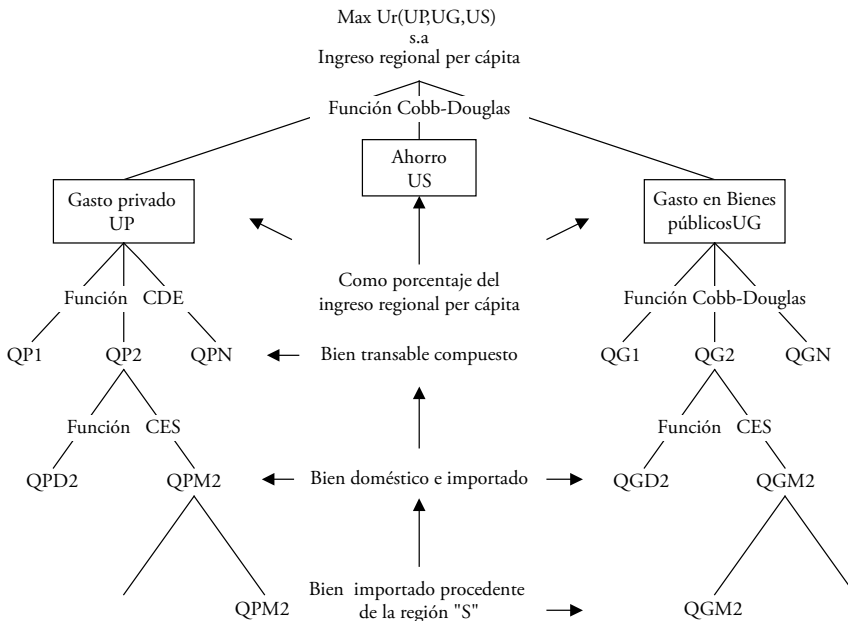 Max Ur(UP,UG,US)
s.a
Ingreso regional per cápita
Función Cobb-Douglas
Ahorro
US
Gasto privado
UP
Gasto en Bienes
públicosUG
Como porcentaje del
ingreso regional per cápita
Función CDE
Función Cobb-Douglas
QP1 QP2 QPN
Bien transable compuesto
QG1 QG2 QGN
Función CES
Función CES
QPD2 QPM2
Bien doméstico e importado
QGD2 QGM2
QPM2
Bien importado procedente
de la región "S"
QGM2